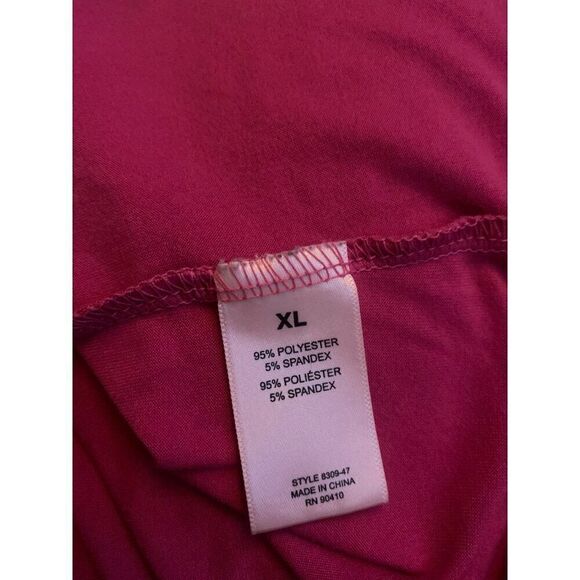 XL
95% POLYESTER
5% SPANDEX
95% POLIÉSTER
5% SPANDEX
STYLE 8309-47
MADE IN CHINA
RN 90410